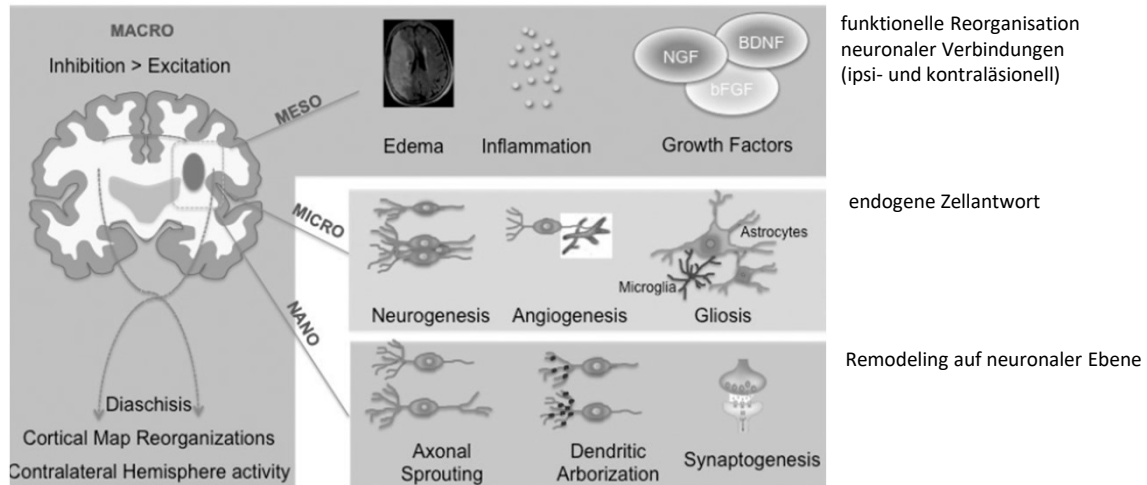 MACRO
Inhibition > Excitation
MESO
MICRO
NANO
Diaschisis
Cortical Map Reorganizations
Contralateral Hemisphere activity
Edema
Inflammation
NGF
BDNF
bFGF
Growth Factors
funktionelle Reorganisation
neuronaler Verbindungen
(ipsi- und kontraläsionell)
Neurogenesis
Angiogenesis
Astrocytes
Microglia
Gliosis
endogene Zellantwort
Axonal
Sprouting
Dendritic
Arborization
Synaptogenesis
Remodeling auf neuronaler Ebene